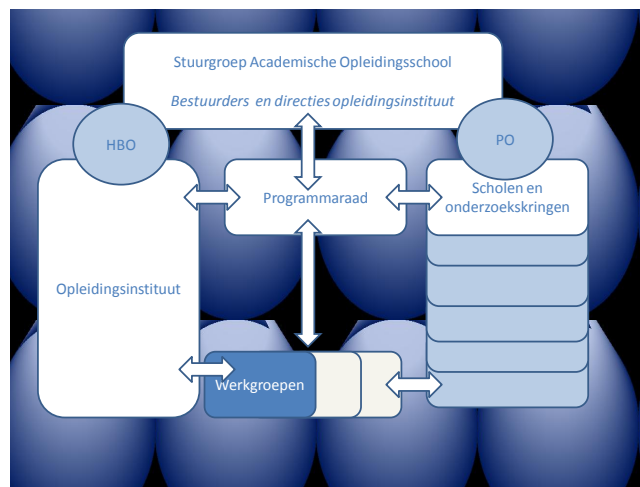 Stuurgroep Academische Opleidingsschool
Bestuurders en directies opleidingsinstituut
HBO
PO
Programmaraad
Scholen en
onderzoekskringen
Opleidingsinstituut
Werkgroepen